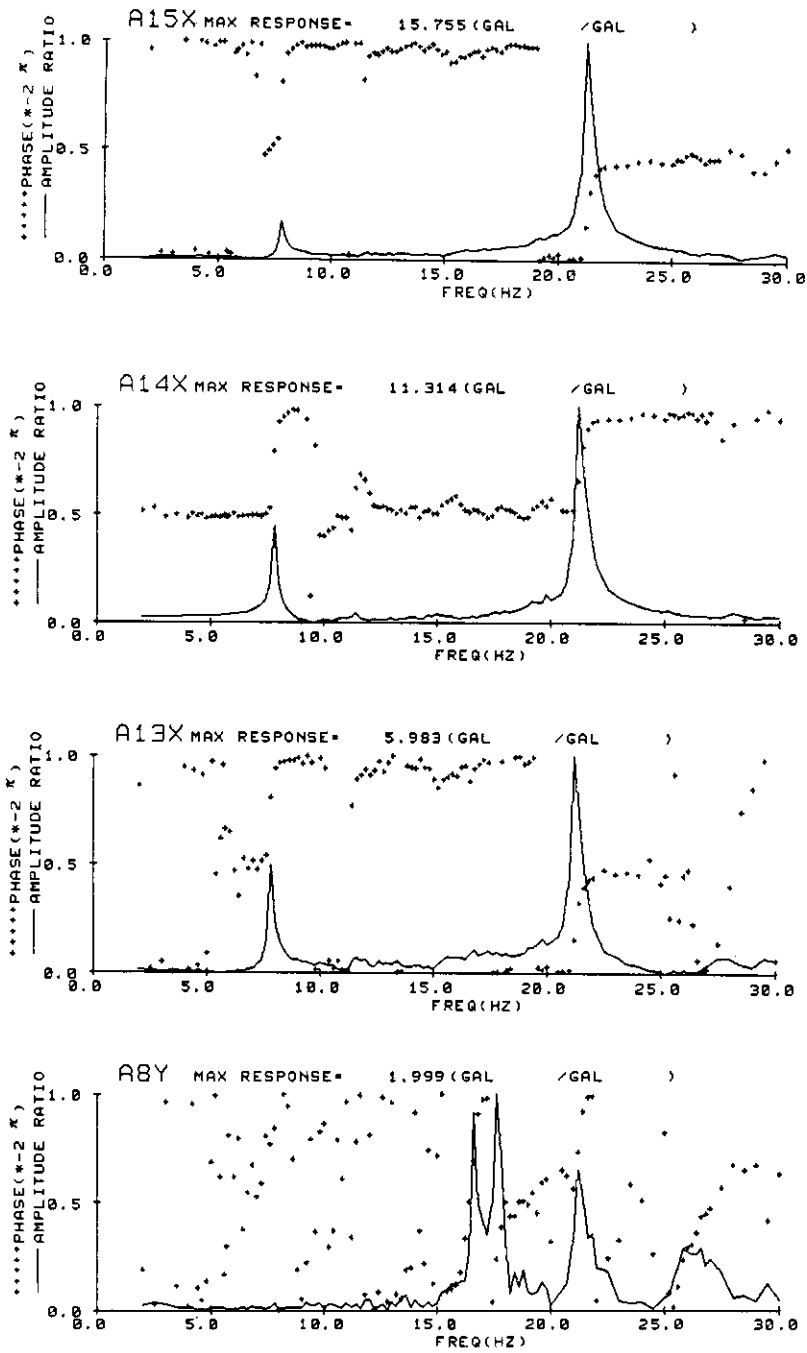 A15X MAX RESPONSE= 15.755(GAL /GAL )
+++++PHASE(*-2 π)
——AMPLITUDE RATIO
1.0
0.5
0.0
0.0 5.0 10.0 15.0 20.0 25.0 30.0
FREQ(HZ)
A14X MAX RESPONSE= 11.314(GAL /GAL )
+++++PHASE(*-2 π)
——AMPLITUDE RATIO
1.0
0.5
0.0
0.0 5.0 10.0 15.0 20.0 25.0 30.0
FREQ(HZ)
A13X MAX RESPONSE= 5.983(GAL /GAL )
+++++PHASE(*-2 π)
——AMPLITUDE RATIO
1.0
0.5
0.0
0.0 5.0 10.0 15.0 20.0 25.0 30.0
FREQ(HZ)
A8Y MAX RESPONSE= 1.999(GAL /GAL )
+++++PHASE(*-2 π)
——AMPLITUDE RATIO
1.0
0.5
0.0
0.0 5.0 10.0 15.0 20.0 25.0 30.0
FREQ(HZ)